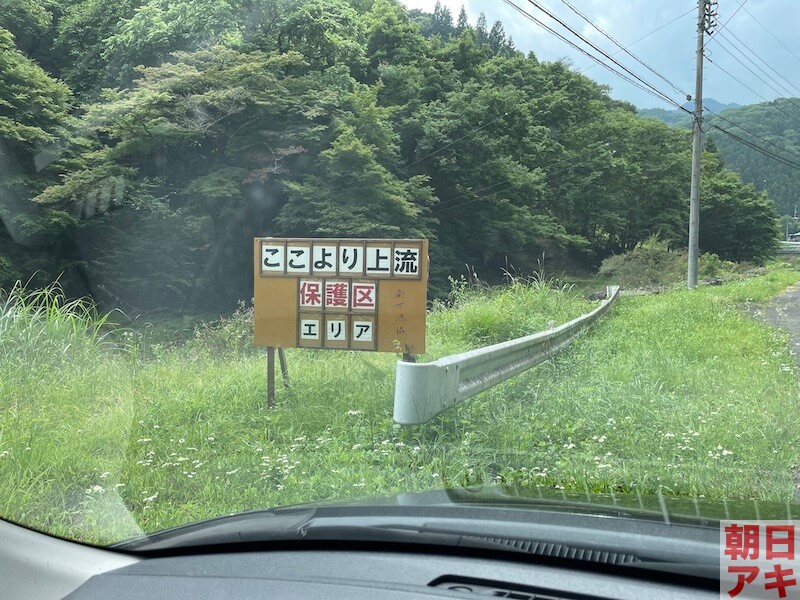 ここより上流
保護区
エリア
朝日
アキ